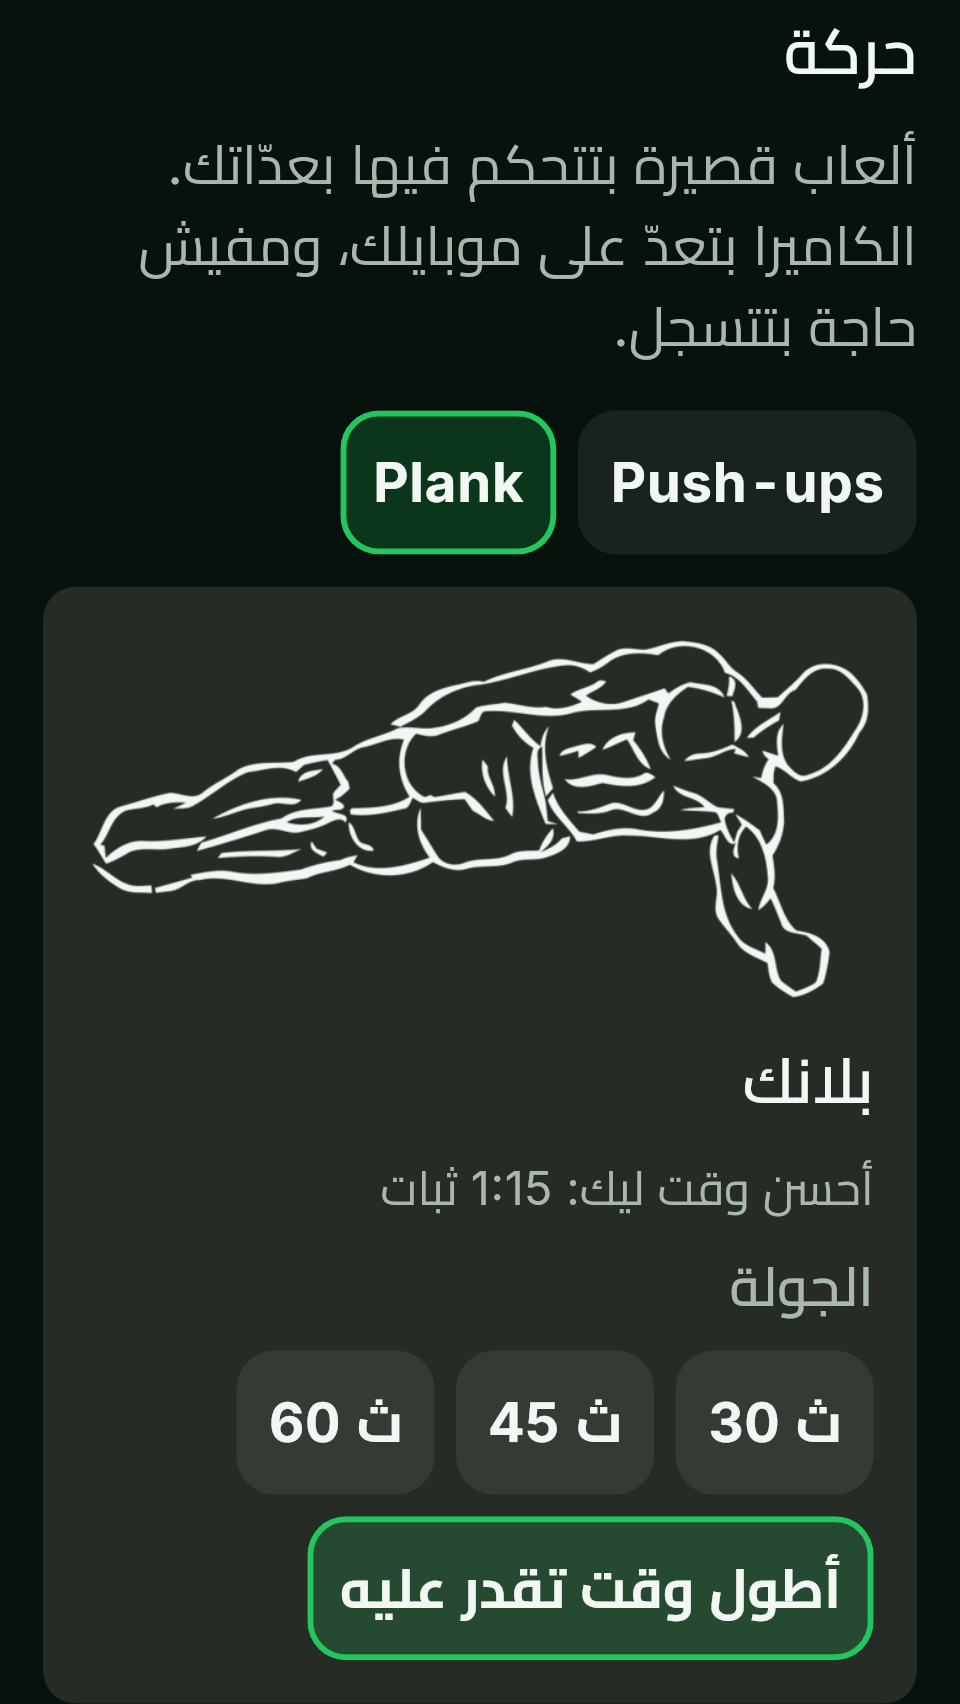 حركة
ألعاب قصيرة بتتحكم فيها بعدّاتك.
الكاميرا بتعدّ على موبايلك، ومفيش
حاجة بتتسجل.
Push-ups
Plank
بلانك
أحسن وقت ليك: 1:15 ثبات
الجولة
30 ث
45 ث
60 ث
أطول وقت تقدر عليه